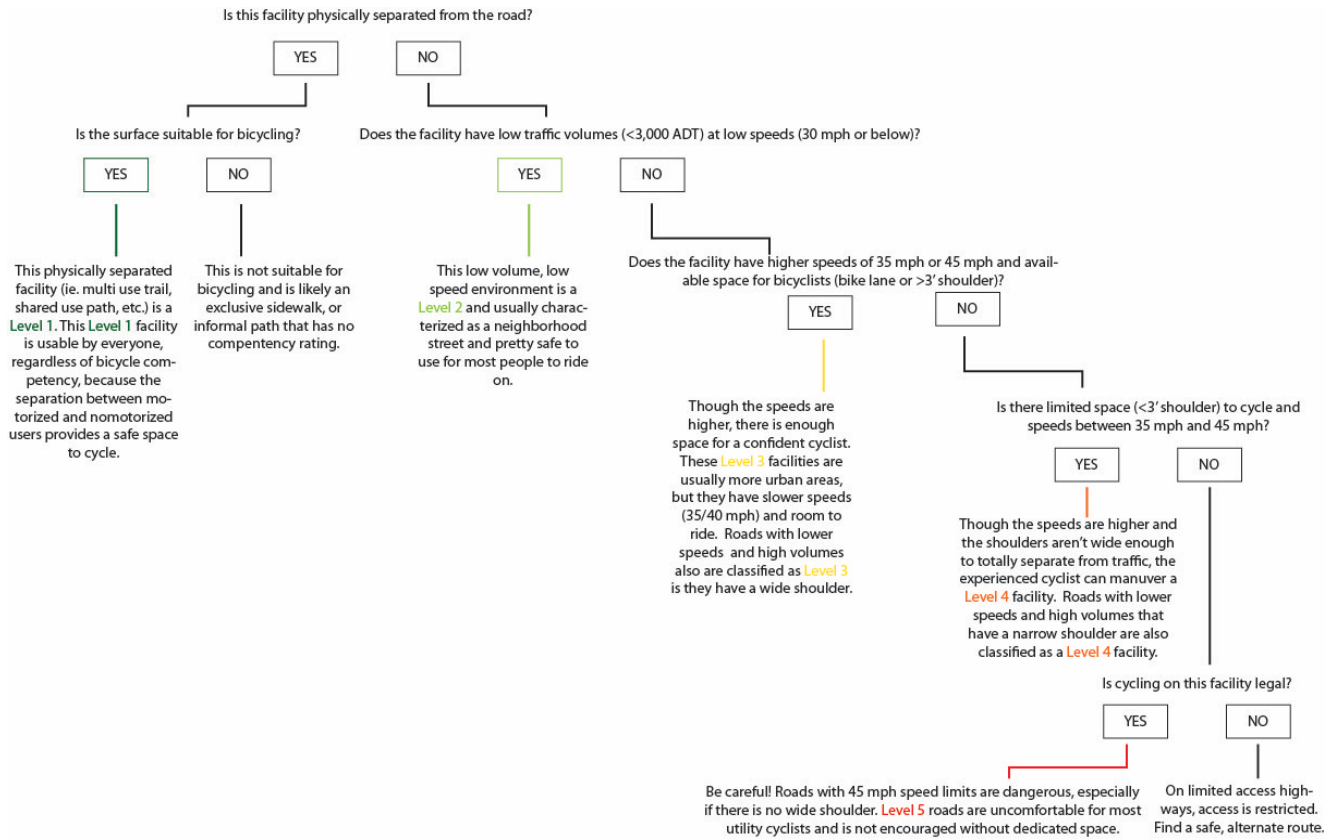 Is this facility physically separated from the road?
YES
NO
Is the surface suitable for bicycling?
Does the facility have low traffic volumes (<3,000 ADT) at low speeds (30 mph or below)?
YES
NO
YES
NO
This physically separated
facility (ie. multi use trail,
shared use path, etc.) is a
Level 1. This Level 1 facility
is usable by everyone,
regardless of bicycle com-
petency, because the
separation between mo-
torized and nomotorized
users provides a safe space
to cycle.
This is not suitable for
bicycling and is likely an
exclusive sidewalk, or
informal path that has no
compentency rating.
This low volume, low
speed environment is a
Level 2 and usually charac-
terized as a neighborhood
street and pretty safe to
use for most people to ride
on.
Does the facility have higher speeds of 35 mph or 45 mph and avail-
able space for bicyclists (bike lane or >3' shoulder)?
YES
NO
Though the speeds are
higher, there is enough
space for a confident cyclist.
These Level 3 facilities are
usually more urban areas,
but they have slower speeds
(35/40 mph) and room to
ride. Roads with lower
speeds and high volumes
also are classified as Level 3
is they have a wide shoulder.
Is there limited space (<3' shoulder) to cycle and
speeds between 35 mph and 45 mph?
YES
NO
Though the speeds are higher and
the shoulders aren't wide enough
to totally separate from traffic, the
experienced cyclist can manuver a
Level 4 facility. Roads with lower
speeds and high volumes that
have a narrow shoulder are also
classified as a Level 4 facility.
Is cycling on this facility legal?
YES
NO
Be careful! Roads with 45 mph speed limits are dangerous, especially
if there is no wide shoulder. Level 5 roads are uncomfortable for most
utility cyclists and is not encouraged without dedicated space.
On limited access high-
ways, access is restricted.
Find a safe, alternate route.